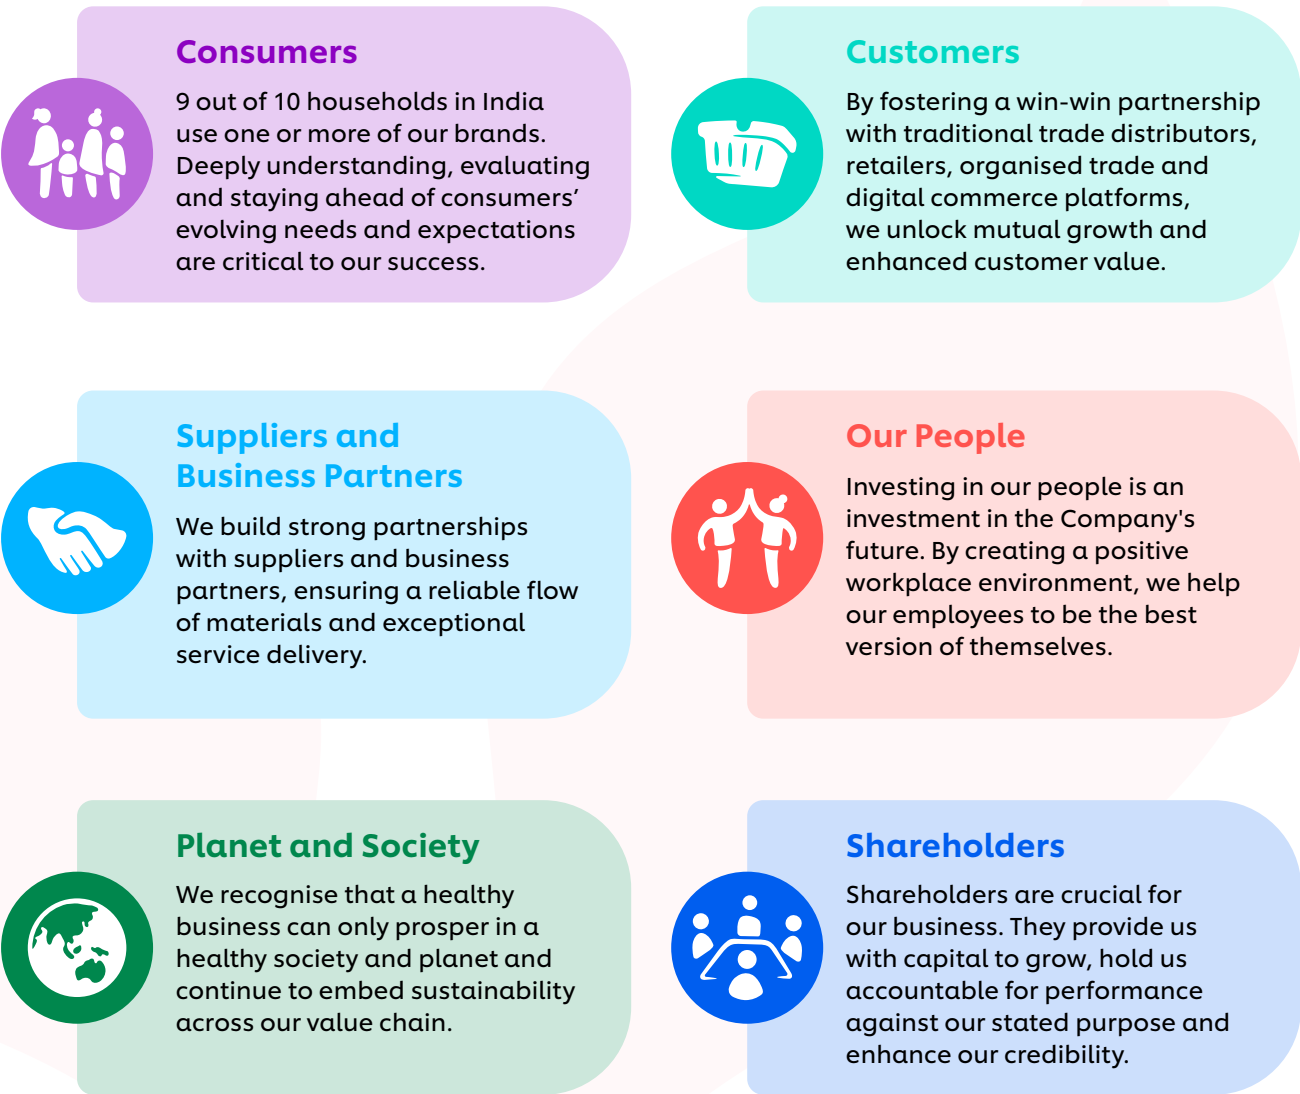 Consumers
9 out of 10 households in India
use one or more of our brands.
Deeply understanding, evaluating
and staying ahead of consumers’
evolving needs and expectations
are critical to our success.
Customers
By fostering a win-win partnership
with traditional trade distributors,
retailers, organised trade and
digital commerce platforms,
we unlock mutual growth and
enhanced customer value.
Suppliers and
Business Partners
We build strong partnerships
with suppliers and business
partners, ensuring a reliable flow
of materials and exceptional
service delivery.
Our People
Investing in our people is an
investment in the Company's
future. By creating a positive
workplace environment, we help
our employees to be the best
version of themselves.
Planet and Society
We recognise that a healthy
business can only prosper in a
healthy society and planet and
continue to embed sustainability
across our value chain.
Shareholders
Shareholders are crucial for
our business. They provide us
with capital to grow, hold us
accountable for performance
against our stated purpose and
enhance our credibility.